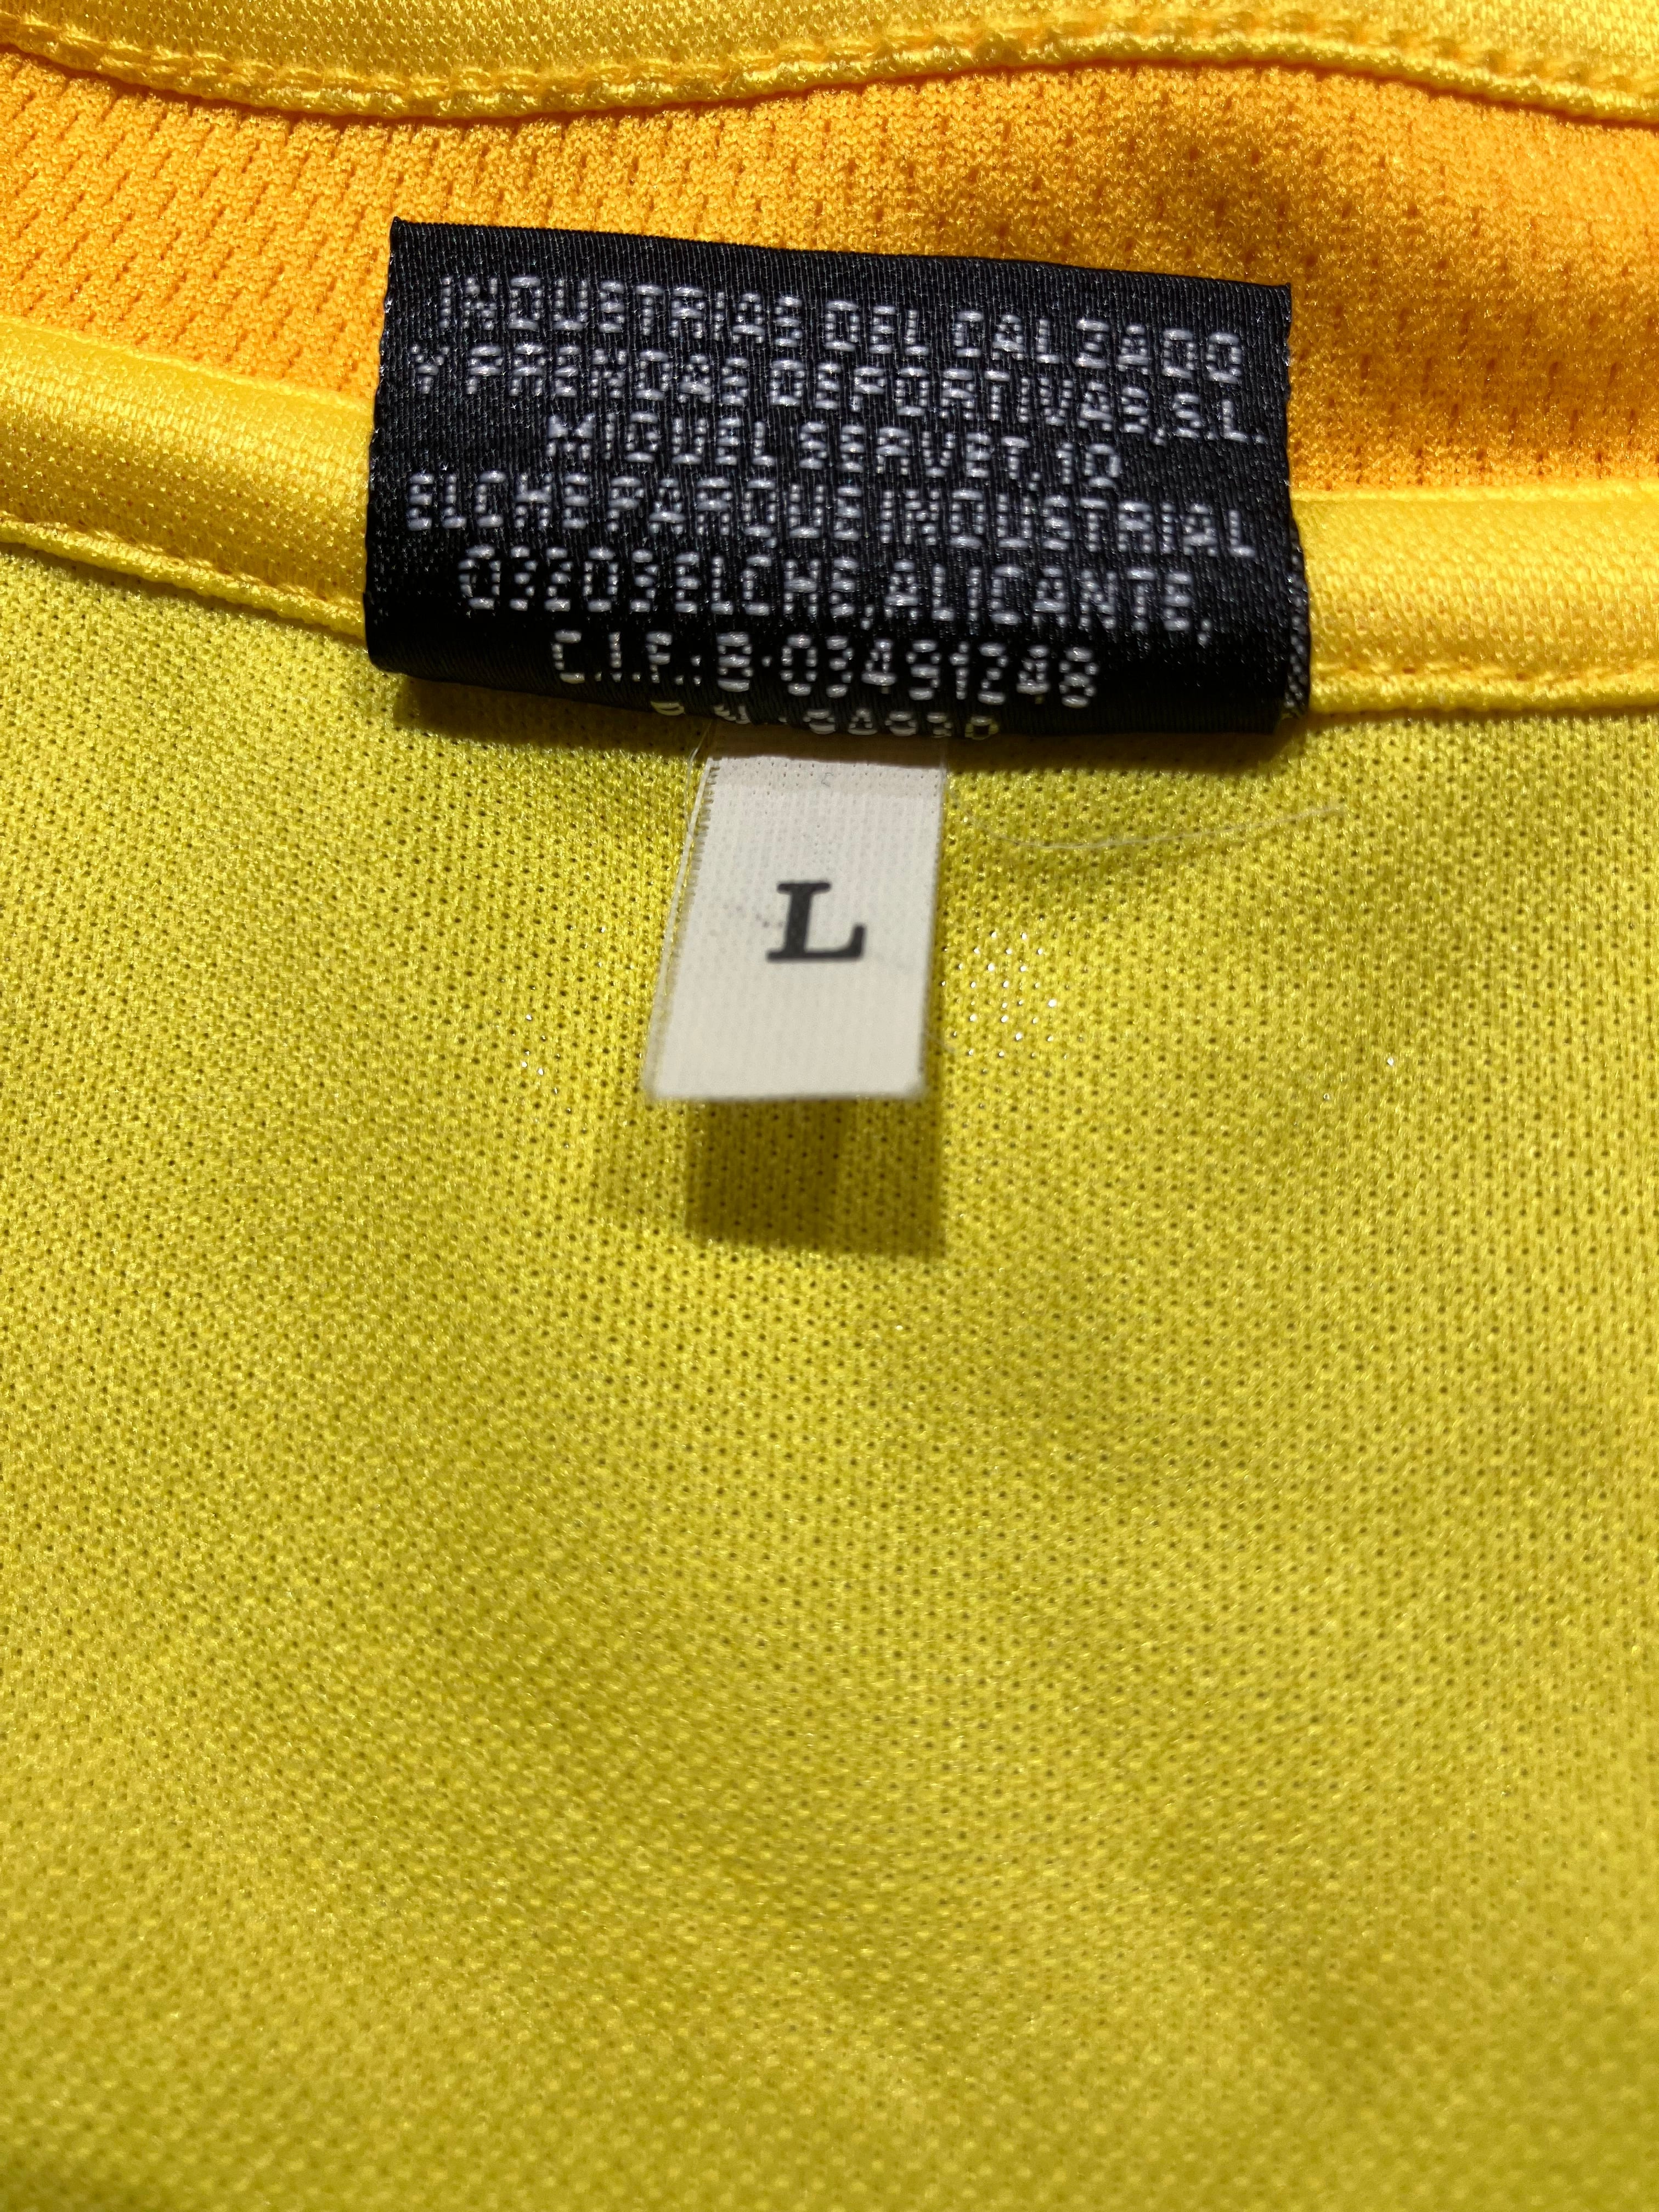 INDUSTRIAS DEL CALZADO
Y PRENDAS DEPORTIVAS, S.L.
MIGUEL SERVET, 10
ELCHE PARQUE INDUSTRIAL
03203 ELCHE, ALICANTE,
C.I.F.: B-03491248
L